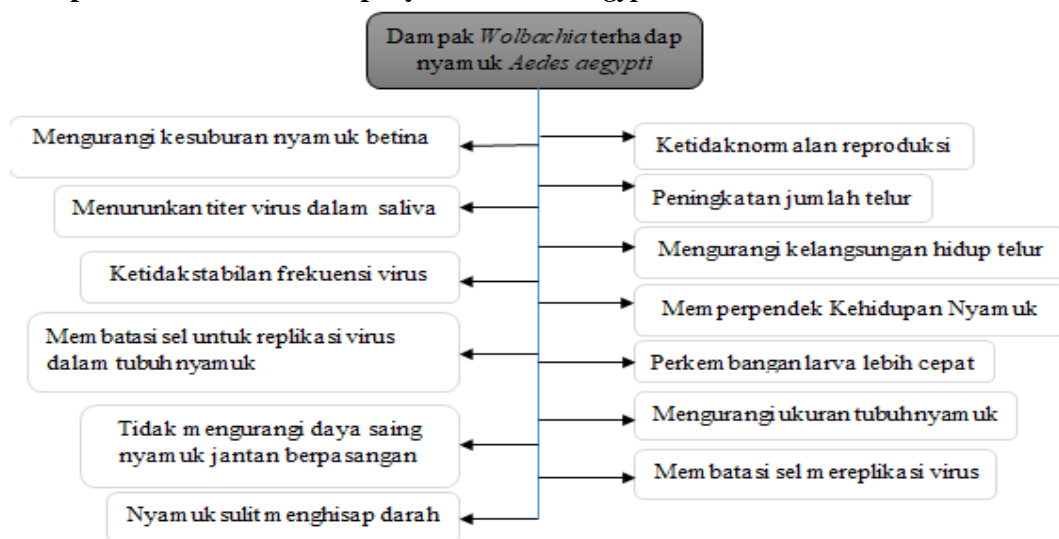 Dampak Wolbachia terhadap
nyamuk Aedes aegypti
Mengurangi kesuburan nyamuk betina
Menurunkan titer virus dalam saliva
Ketidakstabilan frekuensi virus
Membatasi sel untuk replikasi virus
dalam tubuh nyamuk
Tidak mengurangi daya saing
nyamuk jantan berpasangan
Nyamuk sulit menghisap darah
Ketidaknormalan reproduksi
Peningkatan jumlah telur
Mengurangi kelangsungan hidup telur
Memperpendek Kehidupan Nyamuk
Perkembangan larva lebih cepat
Mengurangi ukuran tubuh nyamuk
Membatasi sel mereplikasi virus